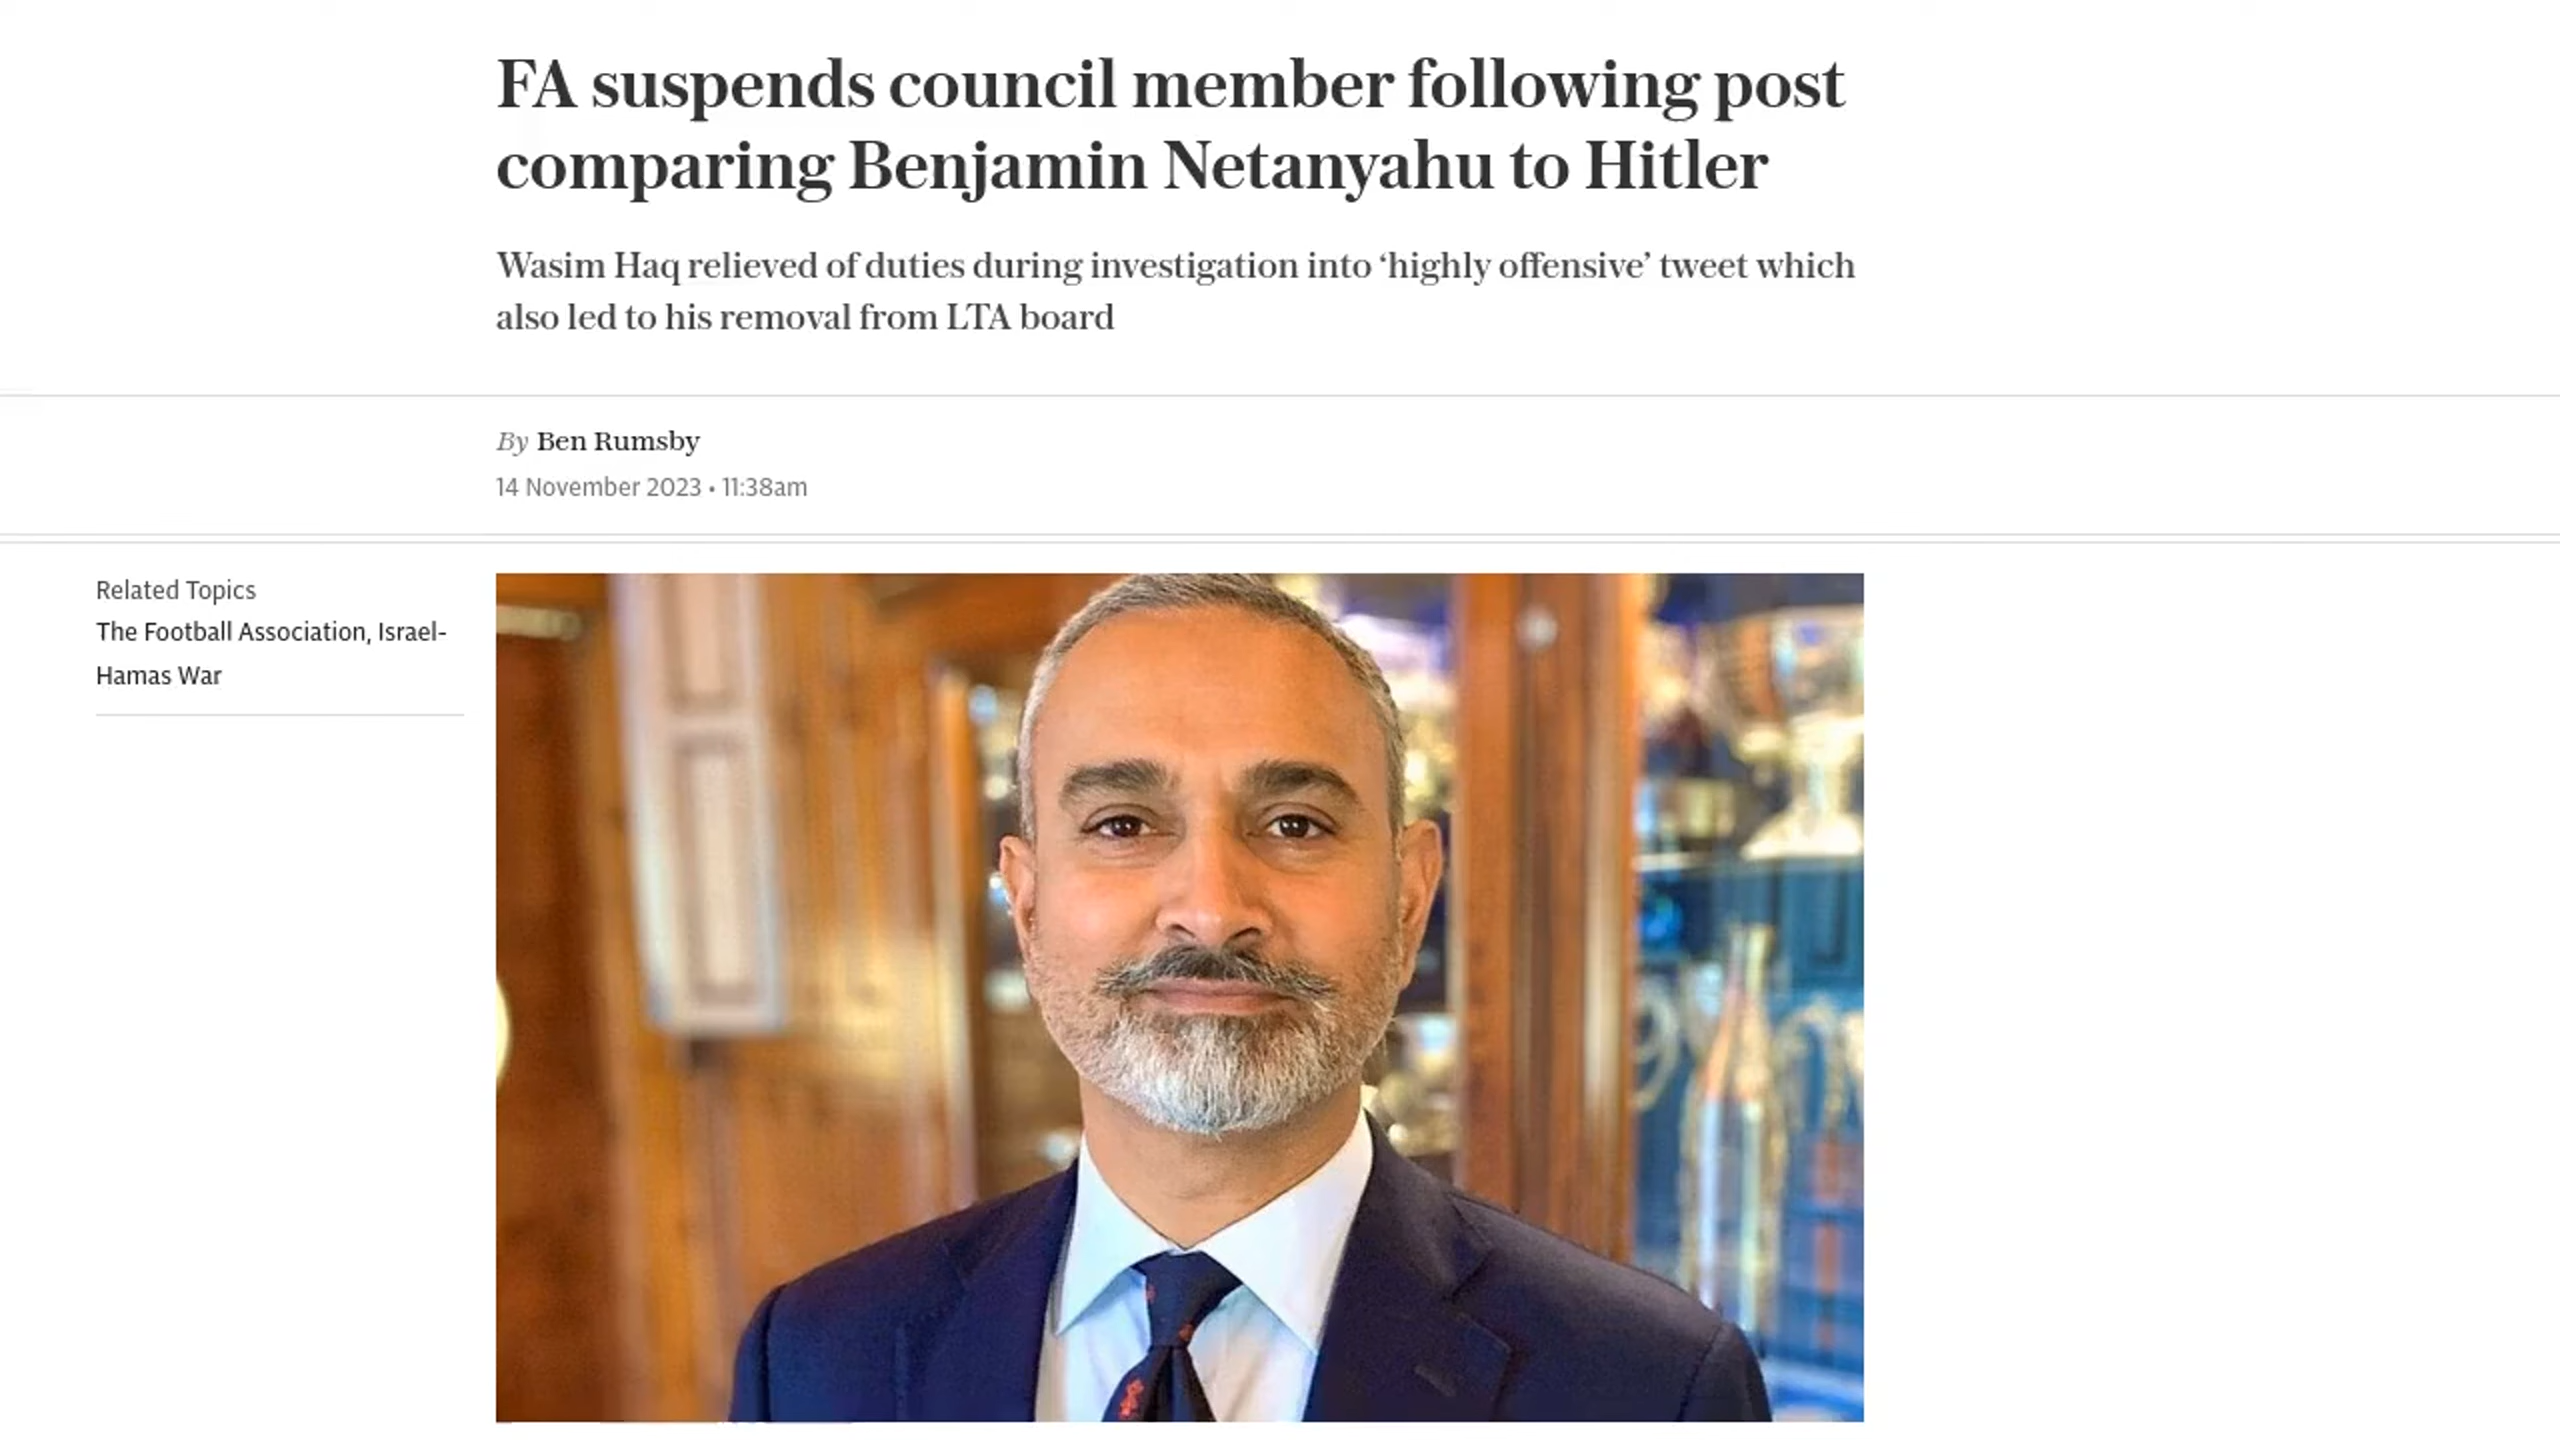 FA suspends council member following post
comparing Benjamin Netanyahu to Hitler
Wasim Haq relieved of duties during investigation into ‘highly offensive’ tweet which
also led to his removal from LTA board
By Ben Rumsby
14 November 2023 • 11:38am
Related Topics
The Football Association, Israel-
Hamas War